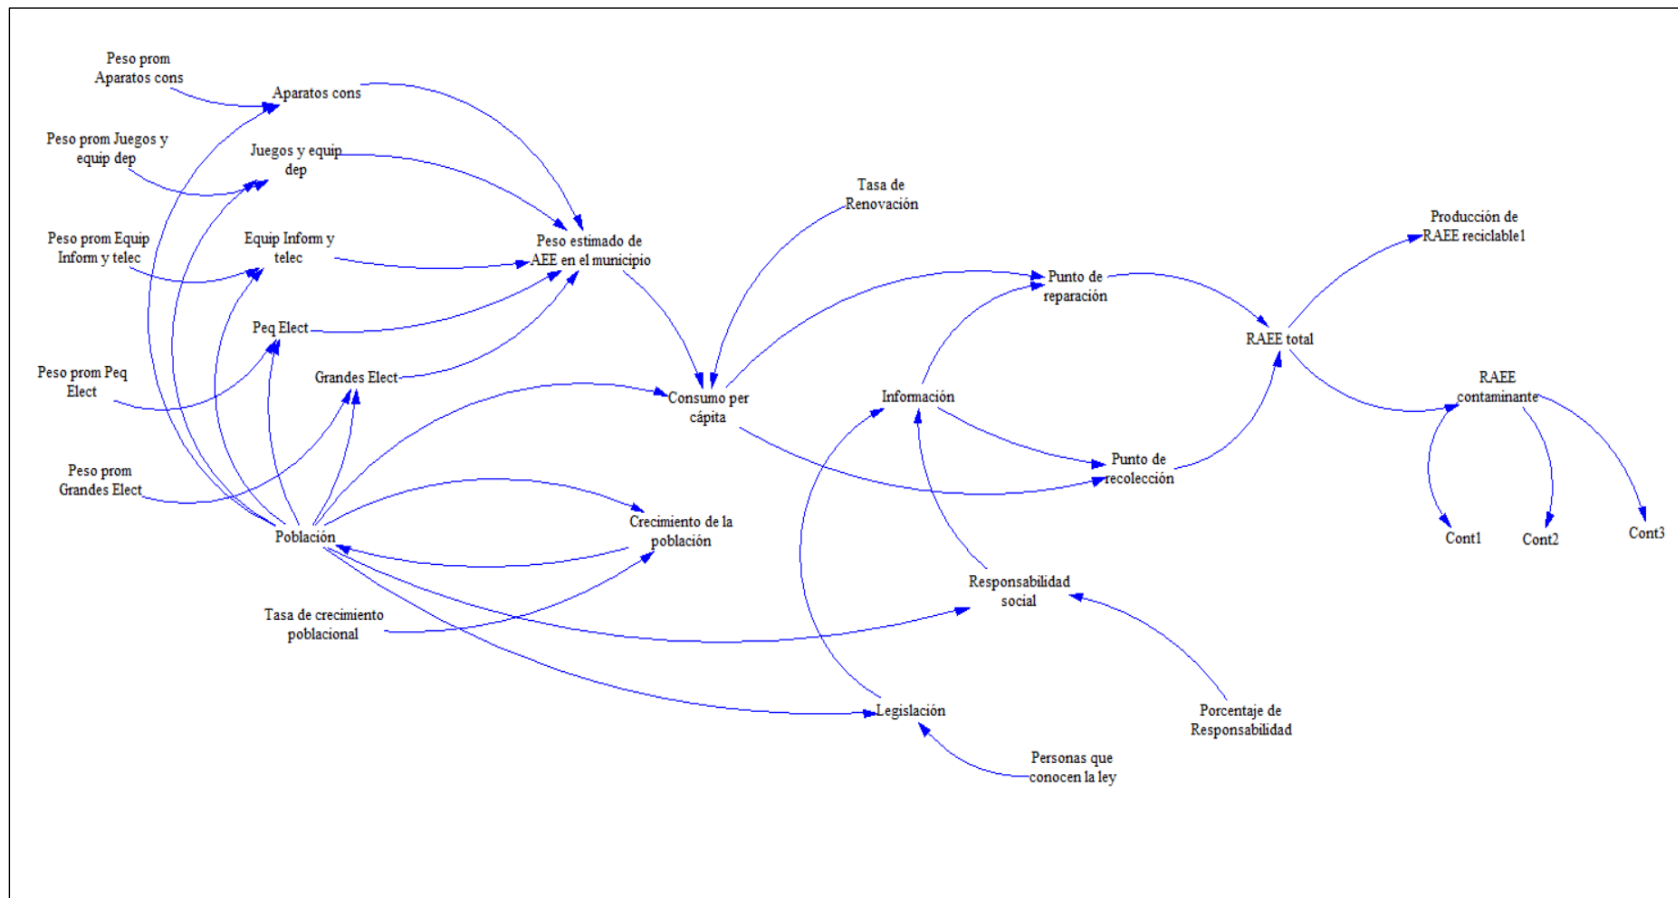 Peso prom
Aparatos cons
Aparatos cons
Peso prom Juegos y
equip dep
Juegos y equip
dep
Peso prom Equip
Inform y telec
Equip Inform y
telec
Peso estimado de
AEE en el municipio
Tasa de
Renovación
Producción de
RAEE reciclable1
Punto de
reparación
RAEE total
Peq Elect
Peso prom Peq
Elect
Grandes Elect
Consumo per
cápita
Información
RAEE
contaminante
Peso prom
Grandes Elect
Punto de
recolección
Población
Crecimiento de la
población
Cont1
Cont2
Cont3
Tasa de crecimiento
poblacional
Responsabilidad
social
Legislación
Porcentaje de
Responsabilidad
Personas que
conocen la ley